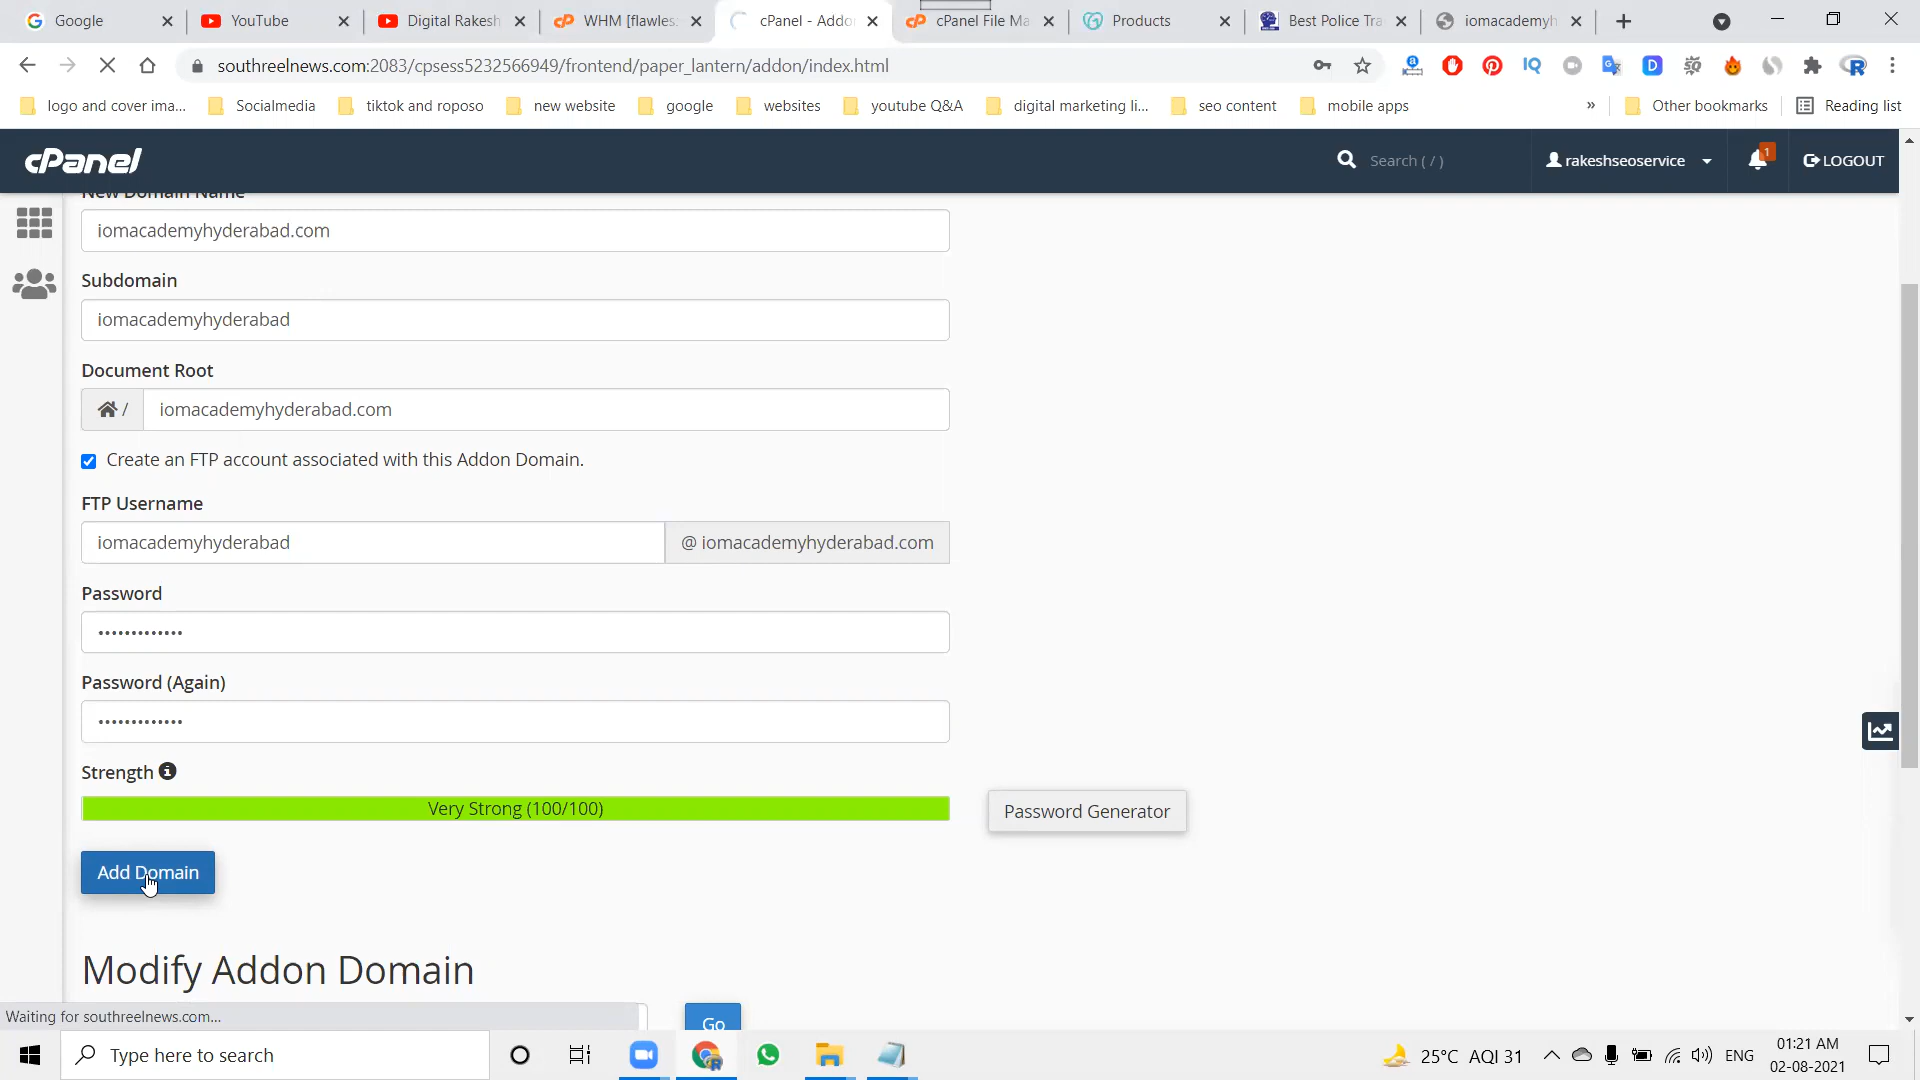 Google
YouTube
Digital Rakesh
WHM [flawles
cPanel - Addo
cPanel File Ma
Products
Best Police Tra
iomacademyh
southreelnews.com:2083/cpsess5232566949/frontend/paper_lantern/addon/index.html
logo and cover ima...
Socialmedia
tiktok and roposo
new website
google
websites
youtube Q&A
digital marketing li...
seo content
mobile apps
»
Other bookmarks
Reading list
cPanel
Search ( / )
rakeshseoservice
1
LOGOUT
New Domain Name
iomacademyhyderabad.com
Subdomain
iomacademyhyderabad
Document Root
/
iomacademyhyderabad.com
Create an FTP account associated with this Addon Domain.
FTP Username
iomacademyhyderabad
@ iomacademyhyderabad.com
Password
•••••••••••••
Password (Again)
•••••••••••••
Strength
Very Strong (100/100)
Password Generator
Add Domain
Modify Addon Domain
Go
Waiting for southreelnews.com...
Type here to search
25°C AQI 31
ENG
01:21 AM
02-08-2021